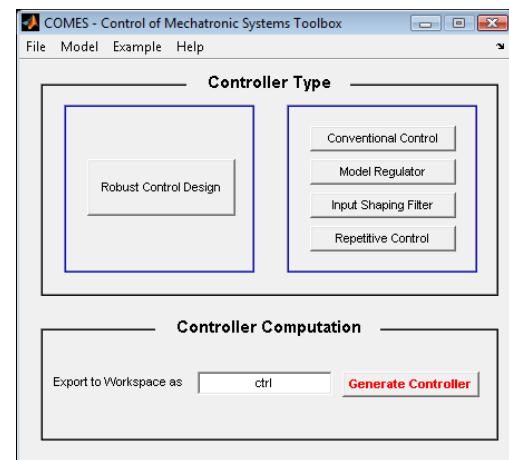 COMES - Control of Mechatronic Systems Toolbox
File Model Example Help
Controller Type
Robust Control Design
Conventional Control
Model Regulator
Input Shaping Filter
Repetitive Control
Controller Computation
Export to Workspace as ctrl Generate Controller